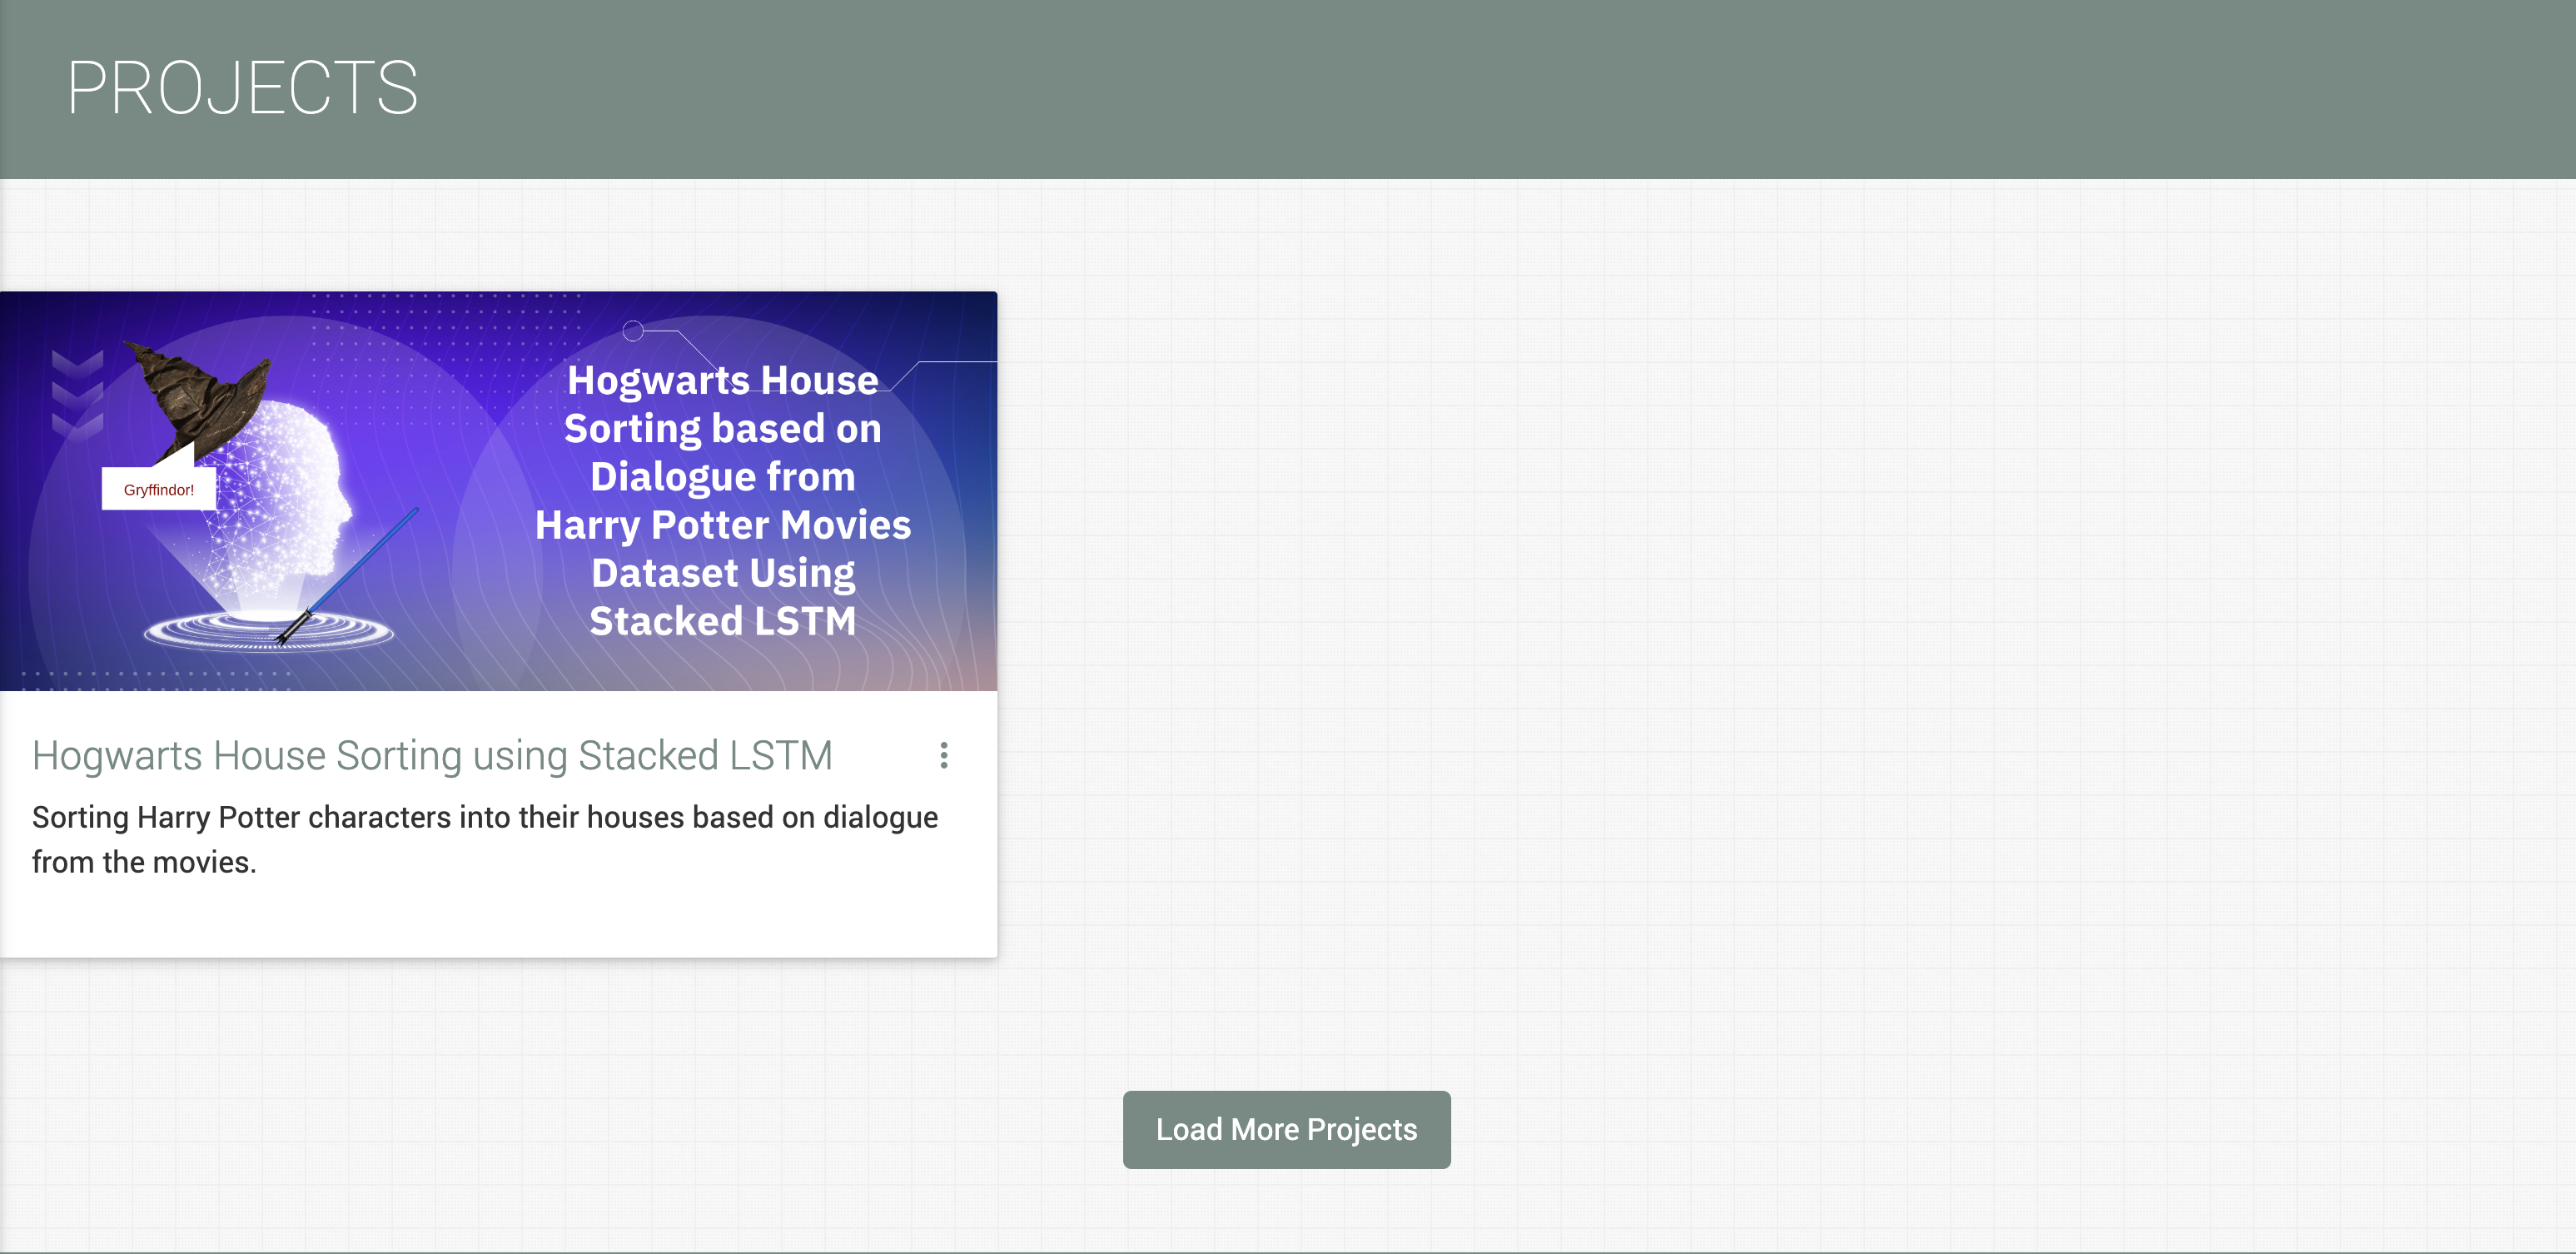 PROJECTS
Hogwarts House
Sorting based on
Dialogue from
Harry Potter Movies
Dataset Using
Stacked LSTM
Gryffindor!
Hogwarts House Sorting using Stacked LSTM
Sorting Harry Potter characters into their houses based on dialogue
from the movies.
Load More Projects